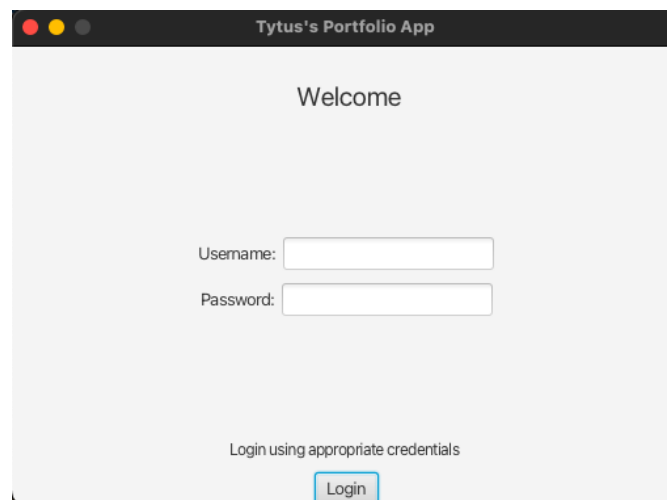 Tytus's Portfolio App
Welcome
Username:
Password:
Login using appropriate credentials
Login